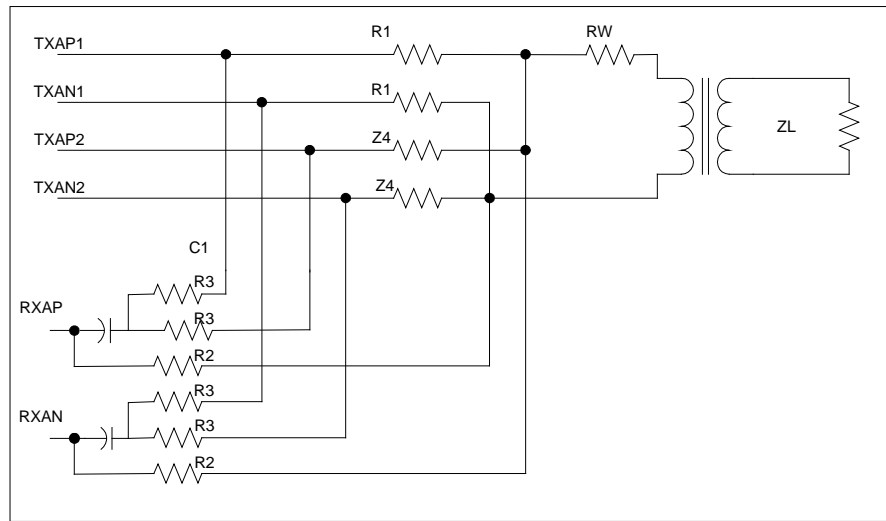 TXAP1
R1
RW
TXAN1
R1
TXAP2
Z4
ZL
TXAN2
Z4
C1
R3
RXAP
R3
R2
R3
RXAN
R3
R2